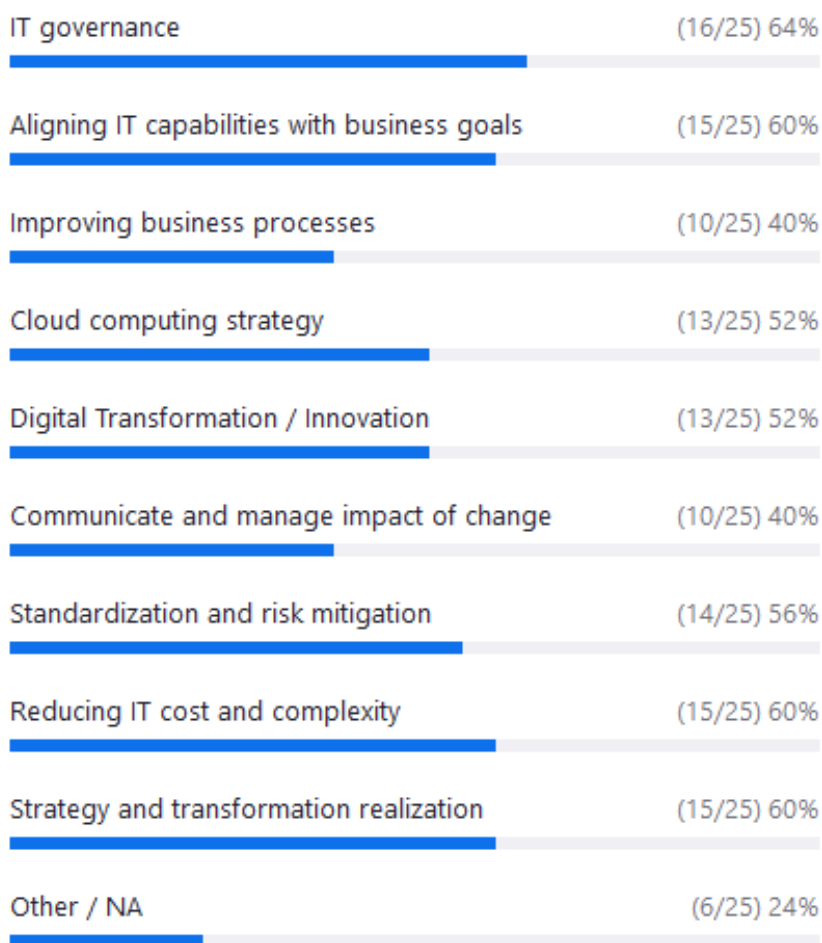 IT governance (16/25) 64%
Aligning IT capabilities with business goals (15/25) 60%
Improving business processes (10/25) 40%
Cloud computing strategy (13/25) 52%
Digital Transformation / Innovation (13/25) 52%
Communicate and manage impact of change (10/25) 40%
Standardization and risk mitigation (14/25) 56%
Reducing IT cost and complexity (15/25) 60%
Strategy and transformation realization (15/25) 60%
Other / NA (6/25) 24%